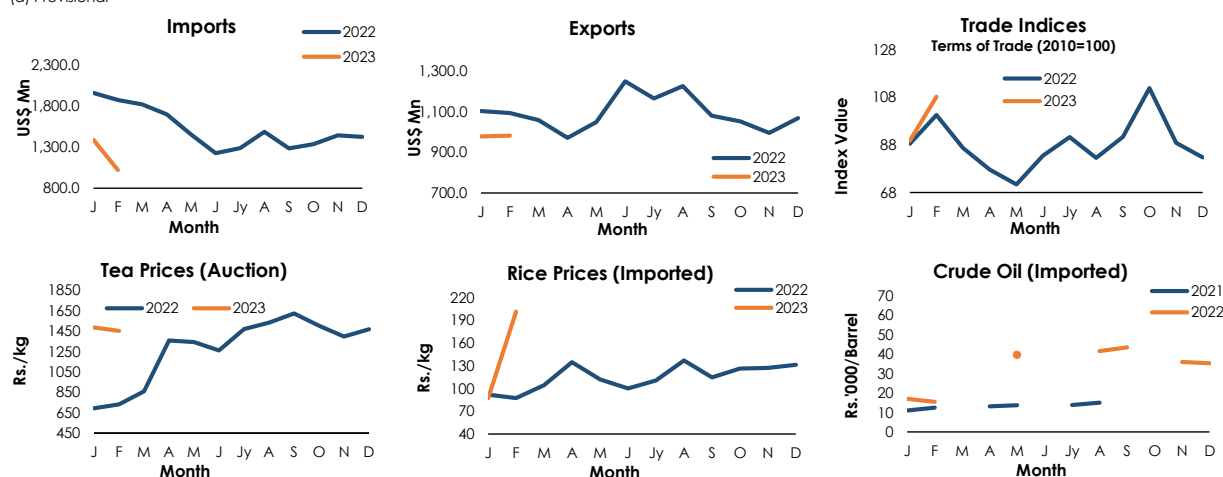 (a) Provisional
Imports
2022
2023
US$ Mn
2,300.0
1,800.0
1,300.0
800.0
J F M A M J Jy A S O N D
Month
Exports
US$ Mn
1,300.0
1,100.0
900.0
700.0
2022
2023
J F M A M J Jy A S O N D
Month
Trade Indices
Terms of Trade (2010=100)
2022
2023
Index Value
128
108
88
68
J F M A M J Jy A S O N D
Month
Tea Prices (Auction)
2022 2023
Rs./kg
1850
1650
1450
1250
1050
850
650
450
J F M A M J Jy A S O N D
Month
Rice Prices (Imported)
2022
2023
Rs./kg
220
190
160
130
100
70
40
J F M A M J Jy A S O N D
Month
Crude Oil (Imported)
2021
2022
Rs.'000/Barrel
70
60
50
40
30
20
10
0
J F M A M J Jy A S O N D
Month